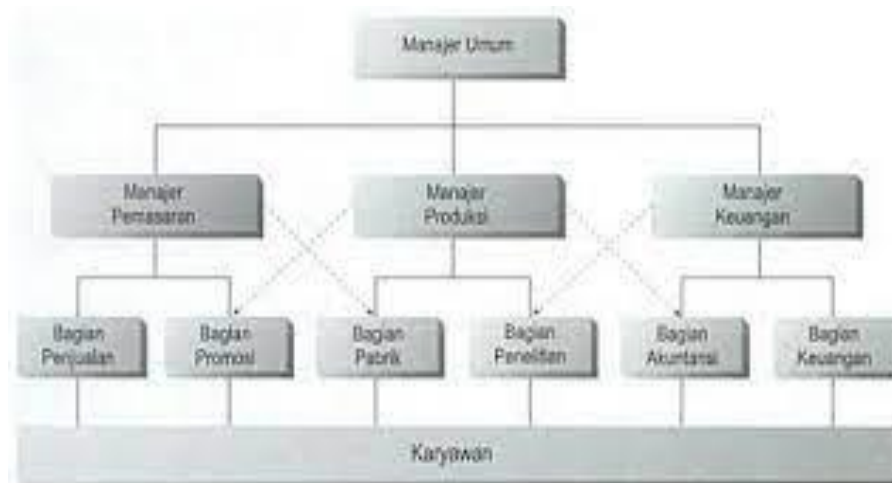 Manajer Umum
Manajer
Pemasaran
Manajer
Produksi
Manajer
Keuangan
Bagian
Penjualan
Bagian
Promosi
Bagian
Pabrik
Bagian
Penelitian
Bagian
Akuntansi
Bagian
Keuangan
Karyawan